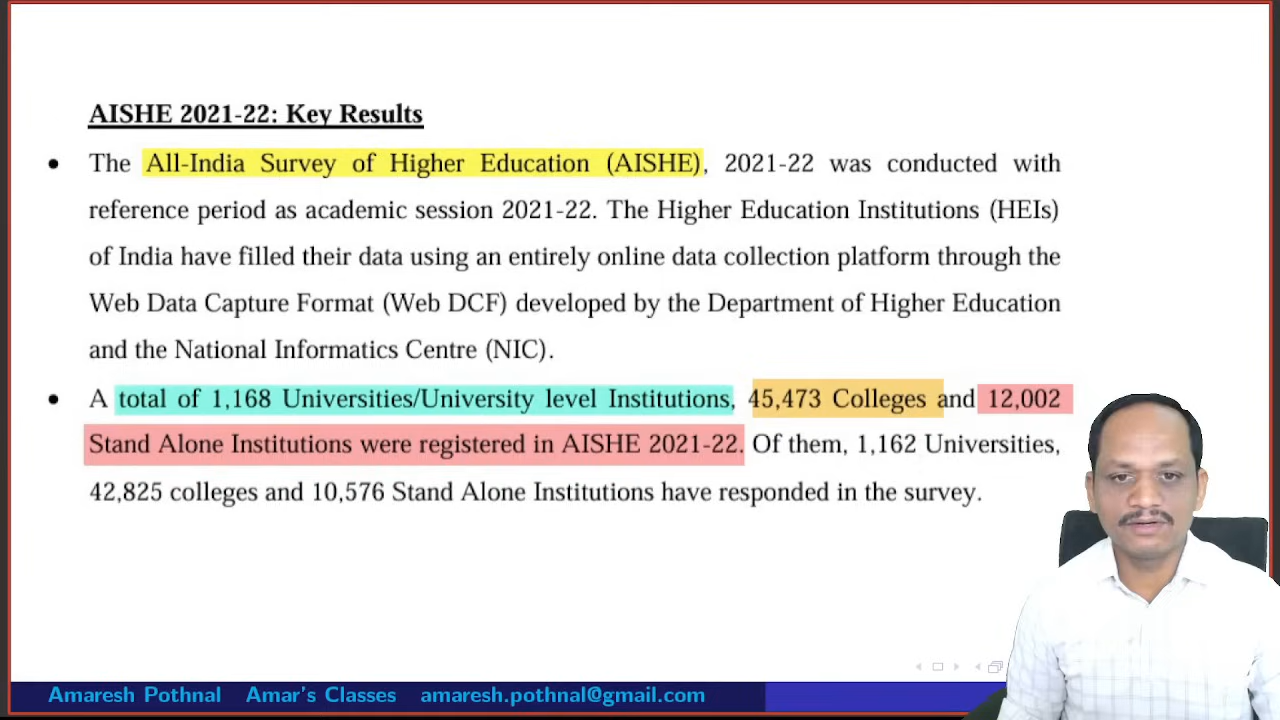 AISHE 2021-22: Key Results
• The All-India Survey of Higher Education (AISHE), 2021-22 was conducted with
reference period as academic session 2021-22. The Higher Education Institutions (HEIs)
of India have filled their data using an entirely online data collection platform through the
Web Data Capture Format (Web DCF) developed by the Department of Higher Education
and the National Informatics Centre (NIC).
• A total of 1,168 Universities/University level Institutions, 45,473 Colleges and 12,002
Stand Alone Institutions were registered in AISHE 2021-22. Of them, 1,162 Universities,
42,825 colleges and 10,576 Stand Alone Institutions have responded in the survey.
Amaresh Pothnal Amar's Classes amaresh.pothnal@gmail.com